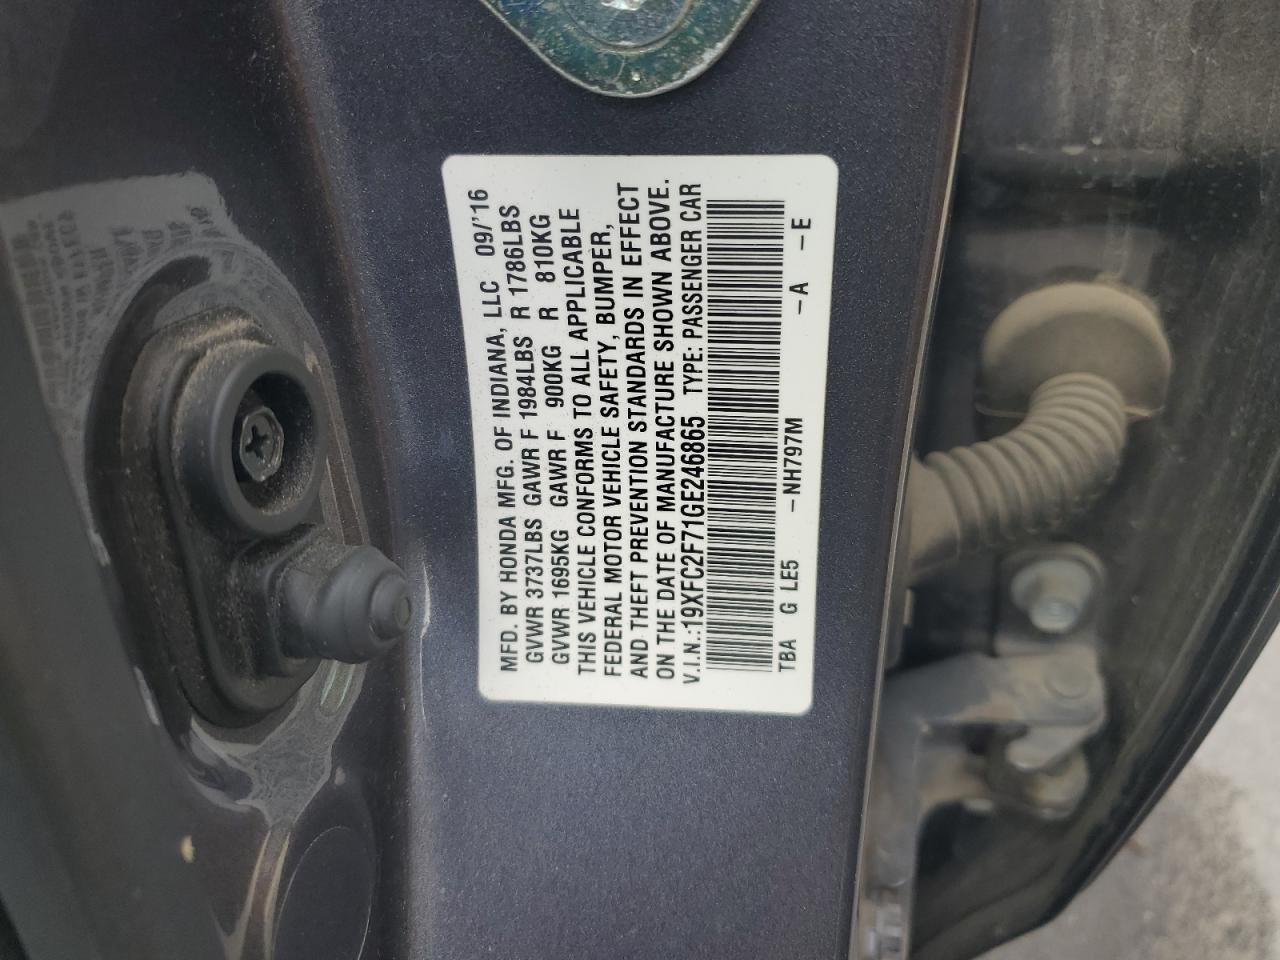 MFD. BY HONDA MFG. OF INDIANA, LLC 09/'16
GVWR 3737LBS GAWR F 1984LBS R 1786LBS
GVWR 1695KG GAWR F 900KG R 810KG
THIS VEHICLE CONFORMS TO ALL APPLICABLE
FEDERAL MOTOR VEHICLE SAFETY, BUMPER,
AND THEFT PREVENTION STANDARDS IN EFFECT
ON THE DATE OF MANUFACTURE SHOWN ABOVE.
V.I.N.:19XFC2F71GE246865 TYPE: PASSENGER CAR
TBA G LE5 -NH797M -A -E